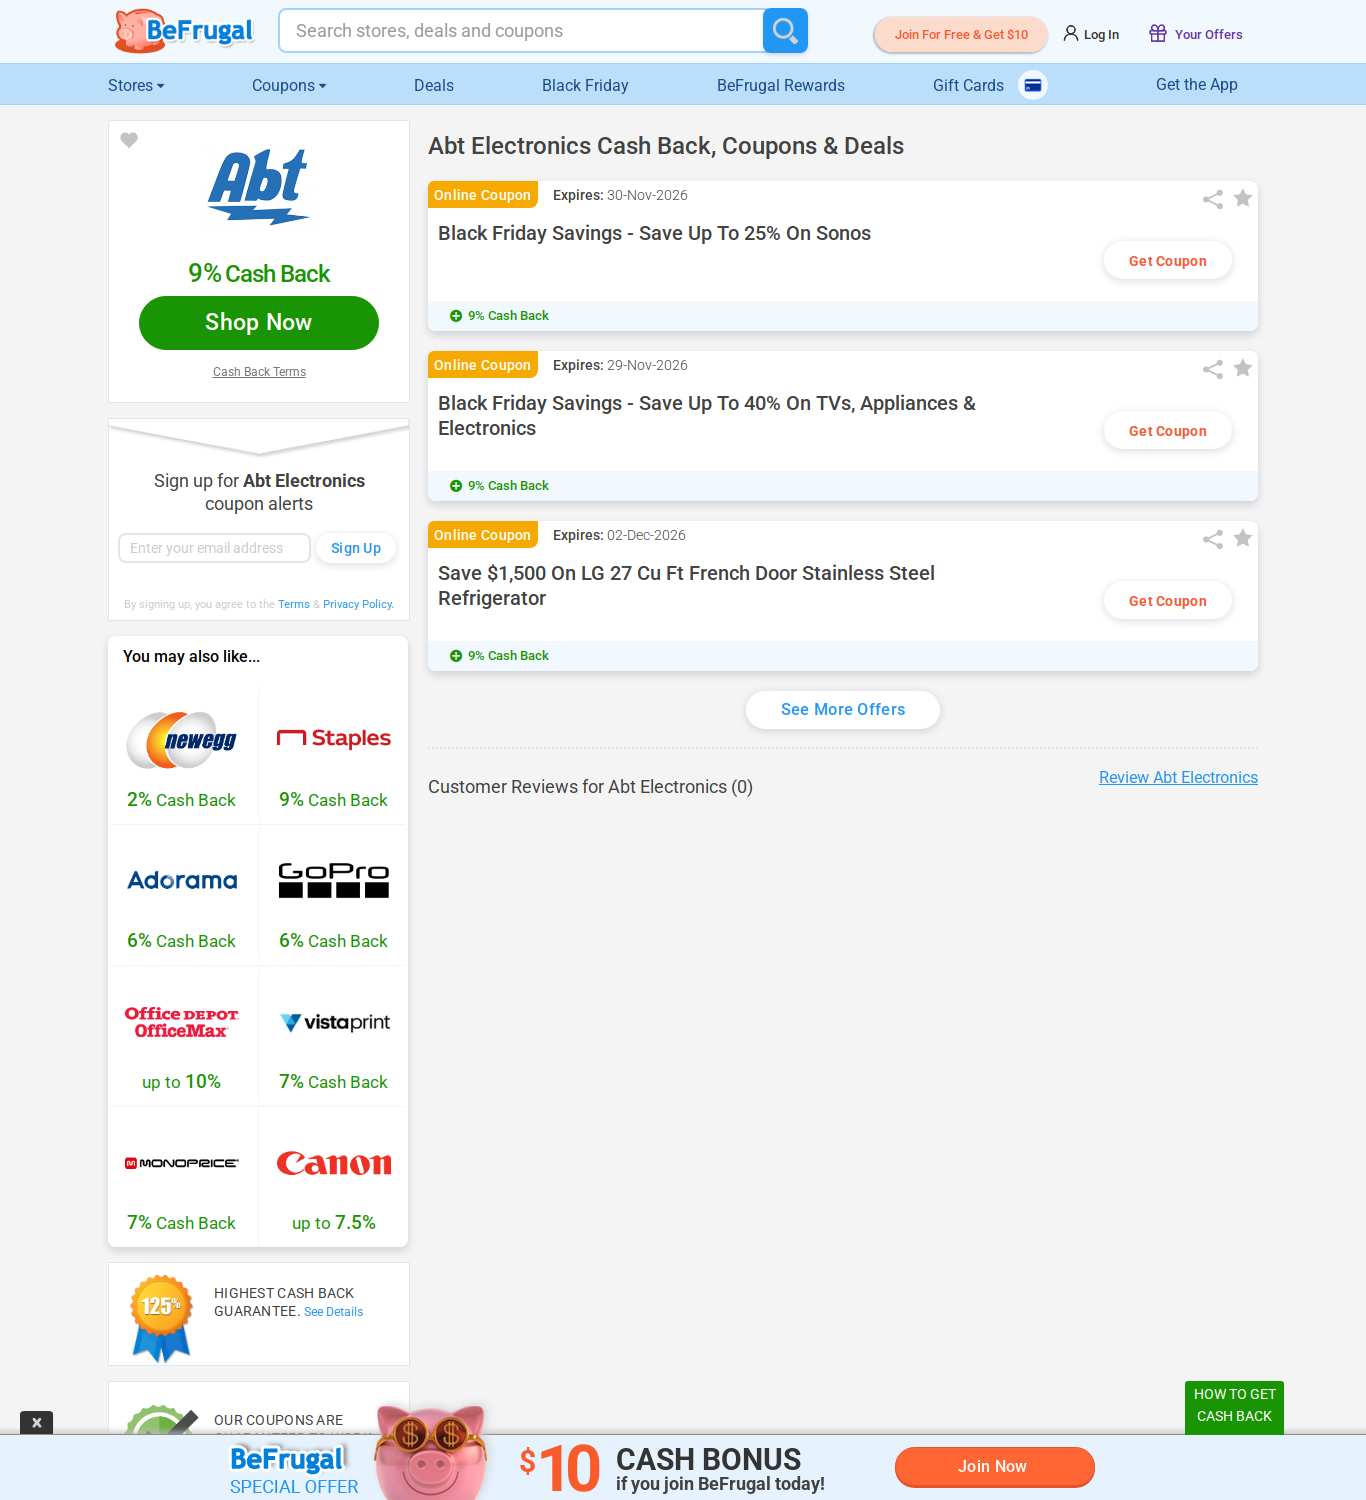 BeFrugal
Search stores, deals and coupons
Join For Free & Get $10
Log In
Your Offers
Stores
Coupons
Deals
Black Friday
BeFrugal Rewards
Gift Cards
Get the App
Abt
9% Cash Back
Shop Now
Cash Back Terms
Sign up for Abt Electronics
coupon alerts
Enter your email address
Sign Up
By signing up, you agree to the Terms & Privacy Policy.
You may also like...
newegg
2% Cash Back
Staples
9% Cash Back
Adorama
6% Cash Back
GoPro
6% Cash Back
Office DEPOT
OfficeMax
up to 10%
vistaprint
7% Cash Back
MONOPRICE
7% Cash Back
Canon
up to 7.5%
125%
HIGHEST CASH BACK
GUARANTEE. See Details
OUR COUPONS ARE
Abt Electronics Cash Back, Coupons & Deals
Online Coupon
Expires: 30-Nov-2026
Black Friday Savings - Save Up To 25% On Sonos
Get Coupon
9% Cash Back
Online Coupon
Expires: 29-Nov-2026
Black Friday Savings - Save Up To 40% On TVs, Appliances &
Electronics
Get Coupon
9% Cash Back
Online Coupon
Expires: 02-Dec-2026
Save $1,500 On LG 27 Cu Ft French Door Stainless Steel
Refrigerator
Get Coupon
9% Cash Back
See More Offers
Customer Reviews for Abt Electronics (0)
Review Abt Electronics
HOW TO GET
CASH BACK
x
BeFrugal
SPECIAL OFFER
$10
CASH BONUS
if you join BeFrugal today!
Join Now